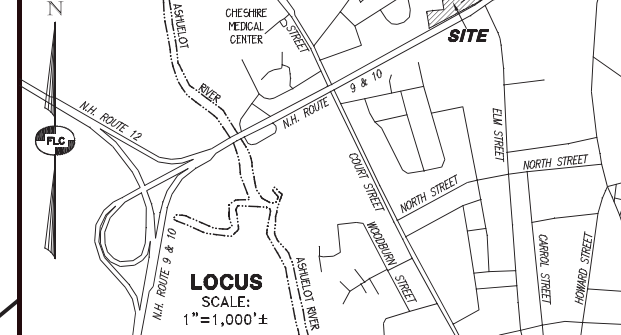 N
ASHUELOT
RIVER
CHESHIRE
MEDICAL
CENTER
STREET
SITE
N.H. ROUTE 12
FLC
N.H. ROUTE 9 & 10
ELM STREET
COURT STREET
NORTH STREET
NORTH STREET
N.H. ROUTE 9 & 10
WOODBURN STREET
CARROL STREET
HOWARD STREET
ASHUELOT RIVER
LOCUS
SCALE:
1"=1,000'±